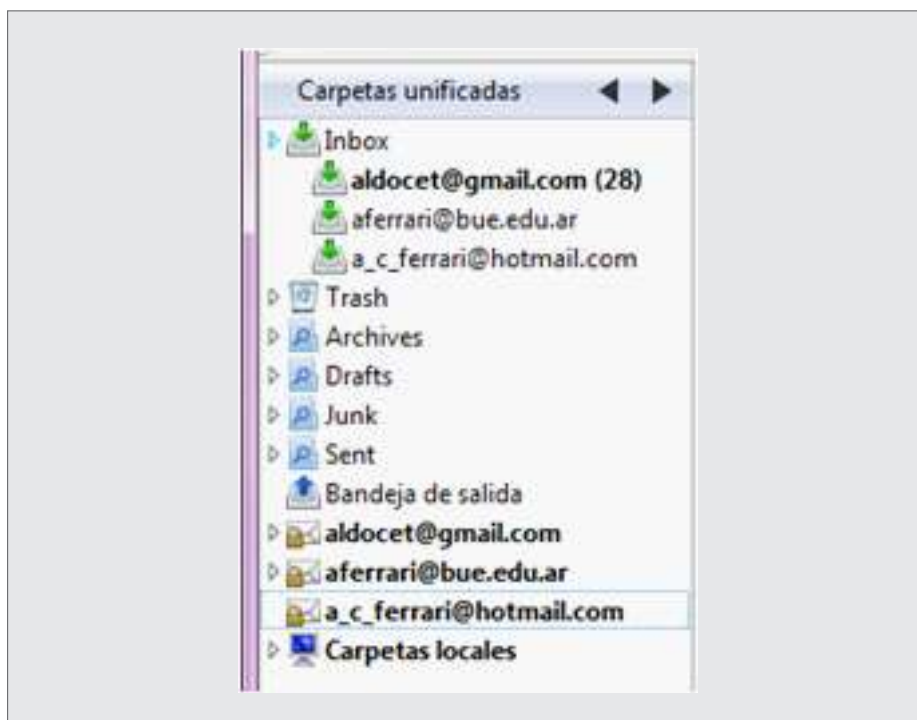 Carpetas unificadas
Inbox
aldocet@gmail.com (28)
aferrari@bue.edu.ar
a_c_ferrari@hotmail.com
Trash
Archives
Drafts
Junk
Sent
Bandeja de salida
aldocet@gmail.com
aferrari@bue.edu.ar
a_c_ferrari@hotmail.com
Carpetas locales